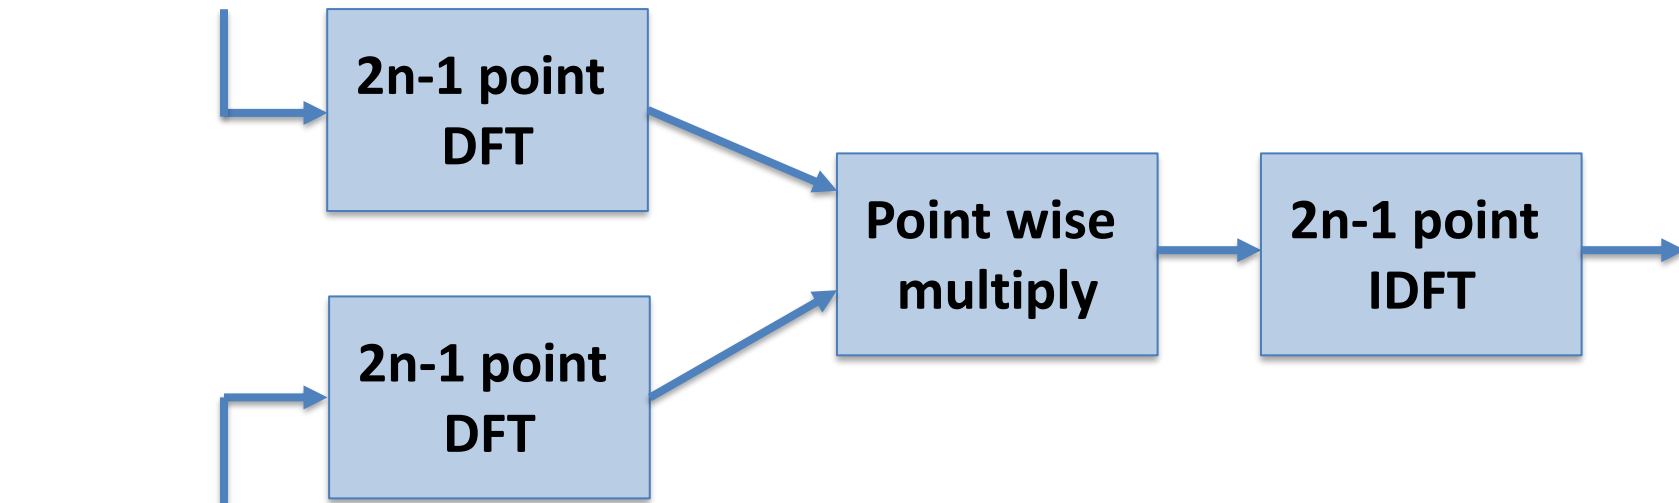 2n-1 point
DFT
Point wise
multiply
2n-1 point
IDFT
2n-1 point
DFT